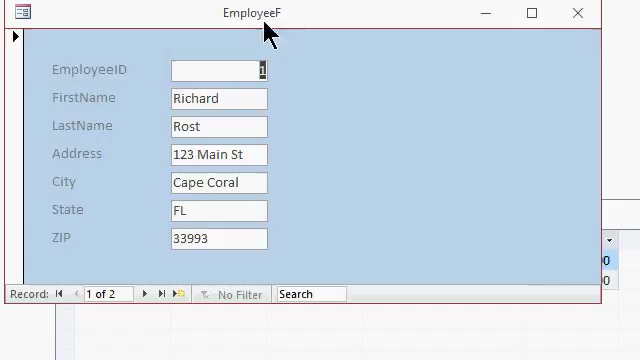 EmployeeF
EmployeeID 1
FirstName Richard
LastName Rost
Address 123 Main St
City Cape Coral
State FL
ZIP 33993
Record: 1 of 2 No Filter Search